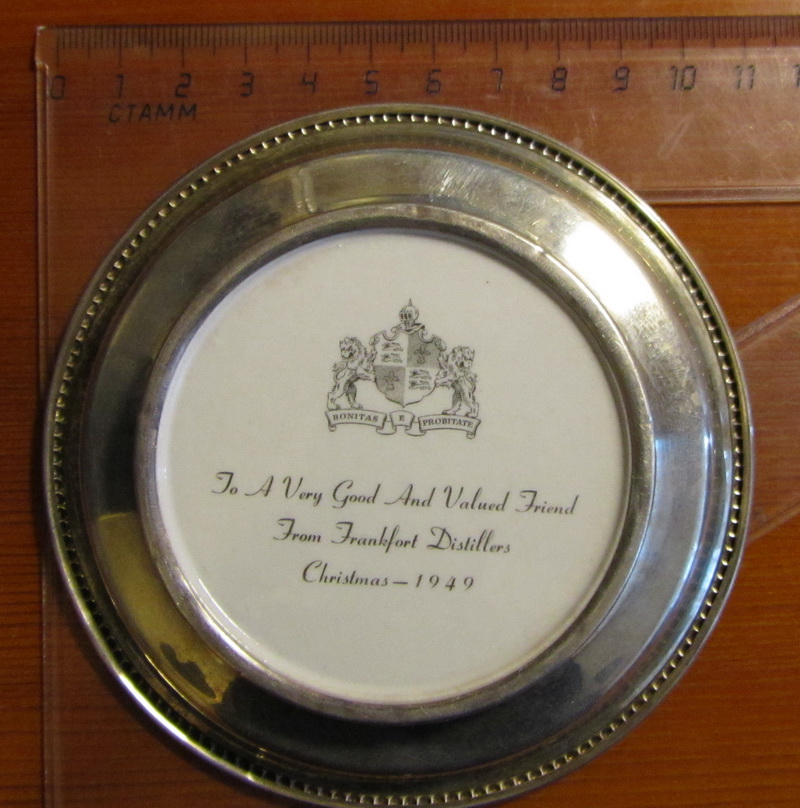 0 1 2 3 4 5 6 7 8 9 10 11
СТАММ
BONITAS E PROBITATE
To A Very Good And Valued Friend
From Frankfort Distillers
Christmas—1949